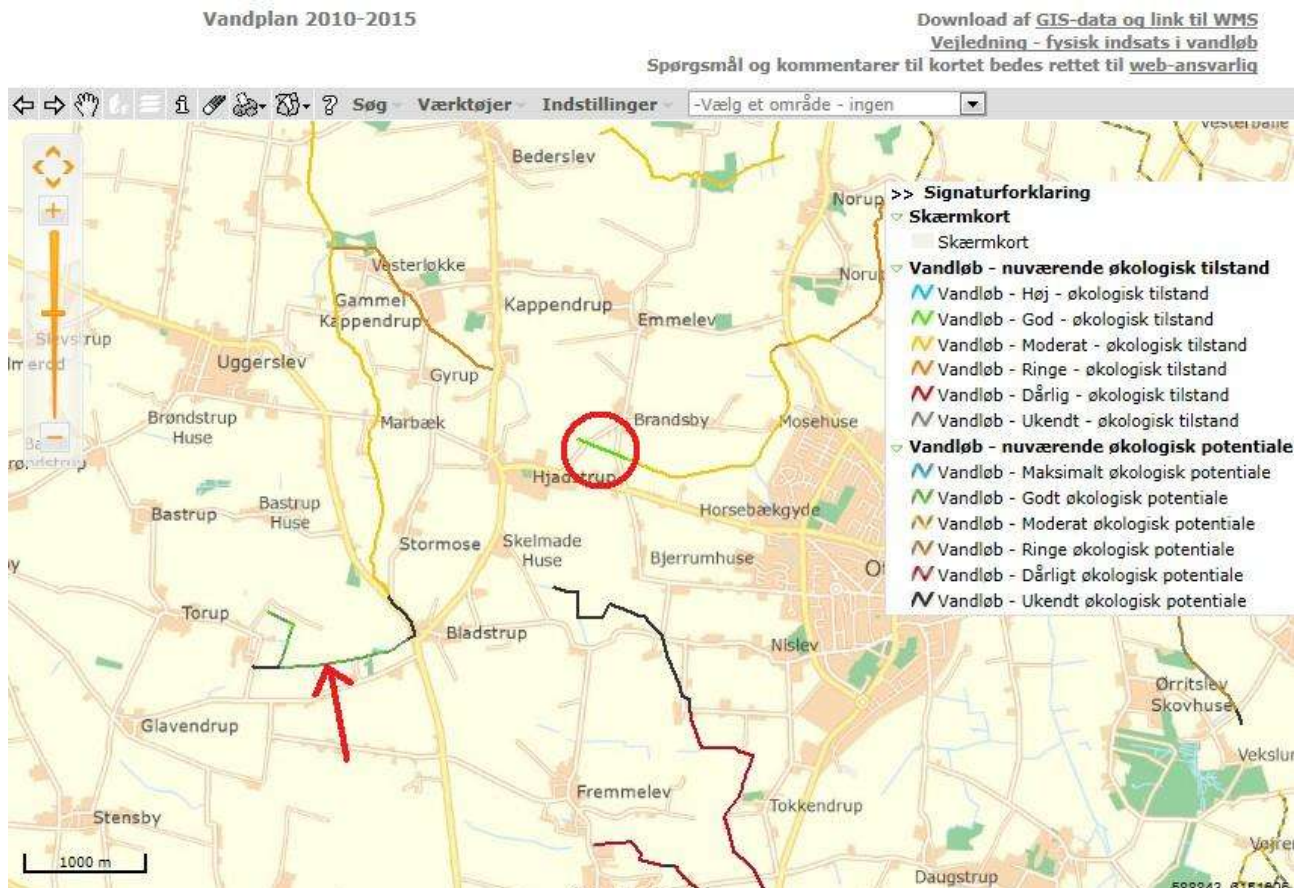 Vandplan 2010-2015
Download af GIS-data og link til WMS
Vejledning - fysisk indsats i vandløb
Spørgsmål og kommentarer til kortet bedes rettet til web-ansvarlig
Søg Værktøjer Indstillinger -Vælg et område - ingen
>> Signaturforklaring
Skærmkort
Skærmkort
Vandløb - nuværende økologisk tilstand
Vandløb - Høj - økologisk tilstand
Vandløb - God - økologisk tilstand
Vandløb - Moderat - økologisk tilstand
Vandløb - Ringe - økologisk tilstand
Vandløb - Dårlig - økologisk tilstand
Vandløb - Ukendt - økologisk tilstand
Vandløb - nuværende økologisk potentiale
Vandløb - Maksimalt økologisk potentiale
Vandløb - Godt økologisk potentiale
Vandløb - Moderat økologisk potentiale
Vandløb - Ringe økologisk potentiale
Vandløb - Dårligt økologisk potentiale
Vandløb - Ukendt økologisk potentiale
Bederslev
Norup
Vesterløkke
Gammel
Kappendrup
Kappendrup
Emmelev
Uggerslev
Gyrup
Brøndstrup
Huse
Marbæk
Brandsby
Mosehuse
Hjadstrup
Bastrup
Bastrup
Huse
Horsebækgyde
Stormose
Skelmade
Huse
Bjerrumhuse
Torup
Bladstrup
Nislev
Glavendrup
Ørritslev
Skovhuse
Fremmelev
Tokkendrup
Stensby
1000 m
Daugstrup